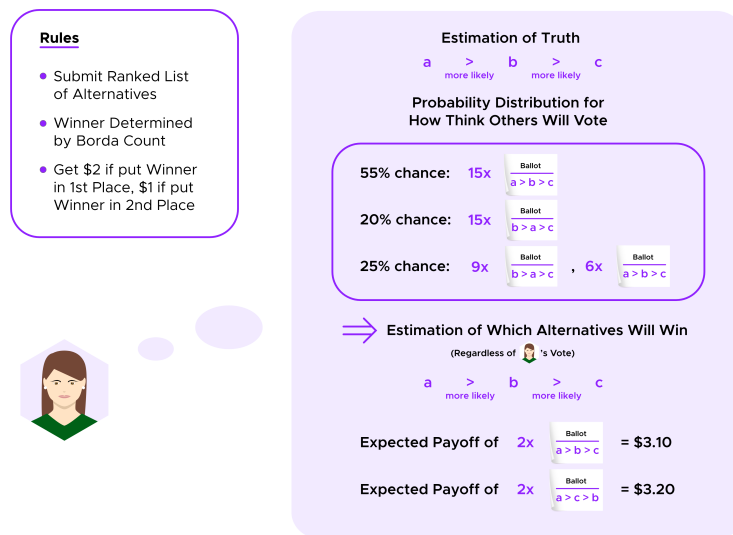 Rules
Submit Ranked List
of Alternatives
Winner Determined
by Borda Count
Get $2 if put Winner
in 1st Place, $1 if put
Winner in 2nd Place
Estimation of Truth
a > b > c
more likely more likely
Probability Distribution for
How Think Others Will Vote
55% chance: 15x Ballot
a > b > c
20% chance: 15x Ballot
b > a > c
25% chance: 9x Ballot , 6x Ballot
b > a > c a > b > c
Estimation of Which Alternatives Will Win
(Regardless of 's Vote)
a > b > c
more likely more likely
Expected Payoff of 2x Ballot = $3.10
a > b > c
Expected Payoff of 2x Ballot = $3.20
a > c > b